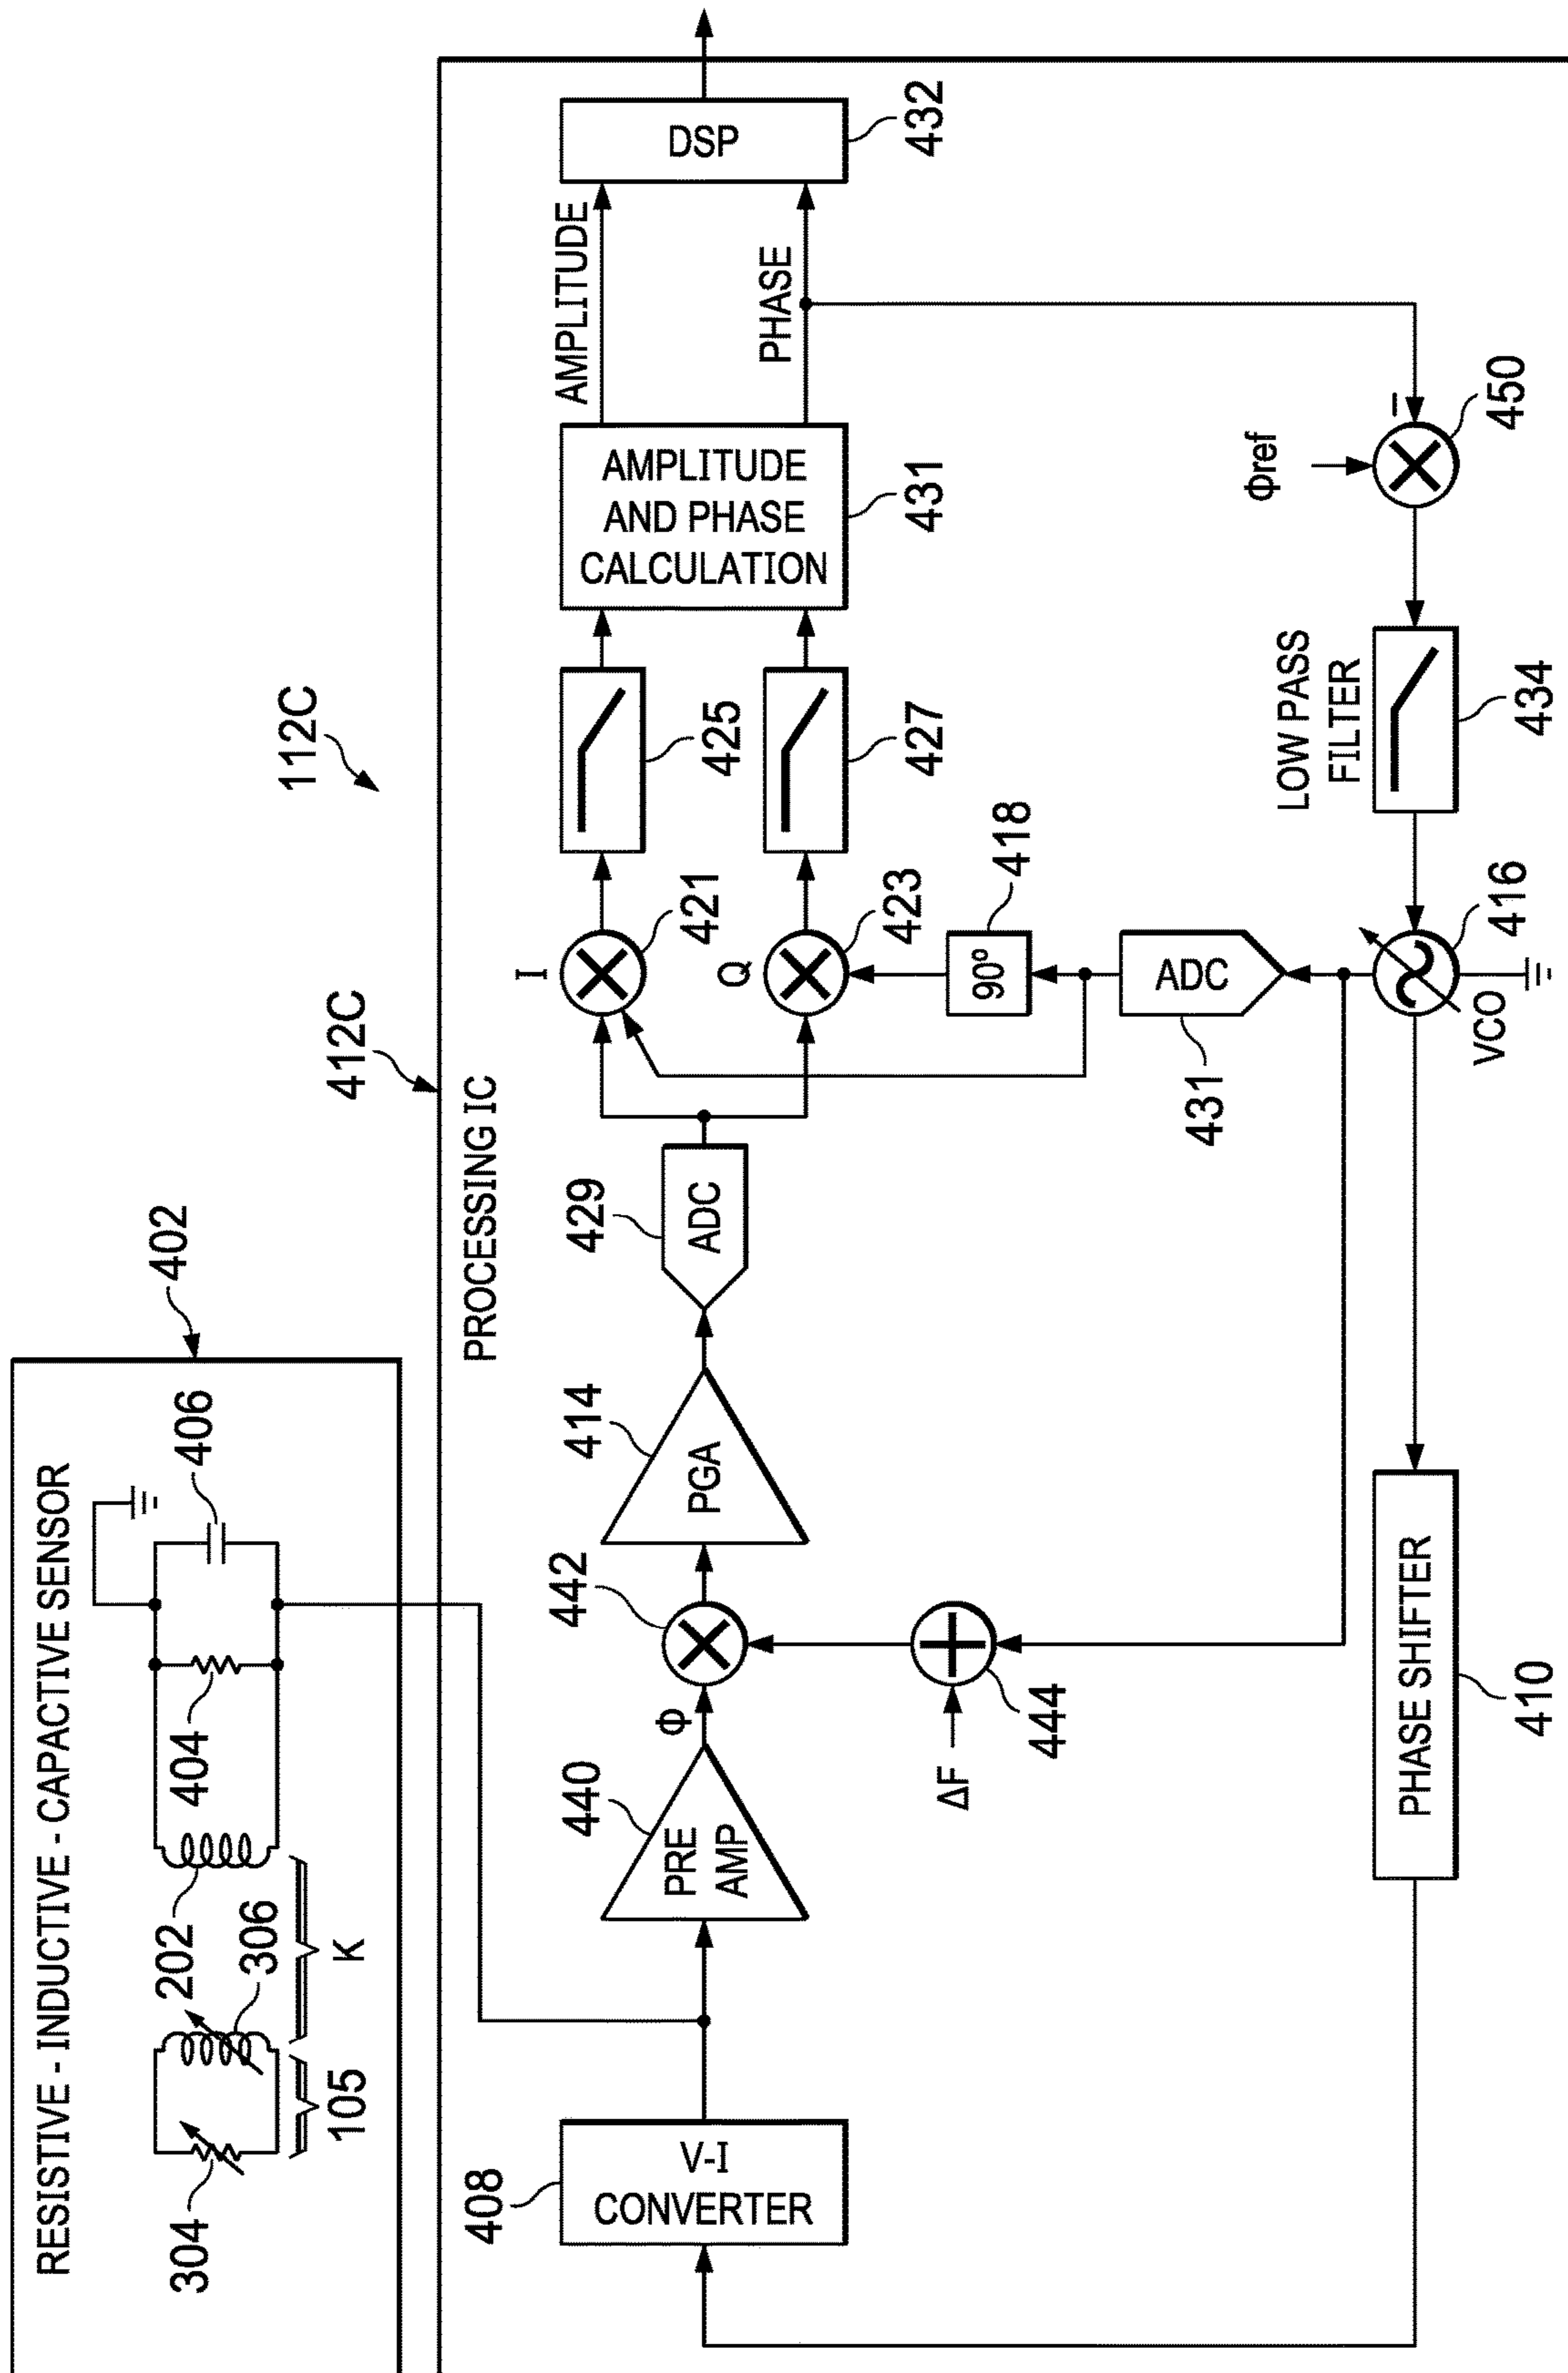 112C
RESISTIVE - INDUCTIVE - CAPACTIVE SENSOR
402
304
105
306
K
202
404
406
412C
PROCESSING IC
V-I
CONVERTER
408
PRE
AMP
440
Φ
442
ΔF
444
PGA
414
ADC
429
I
421
Q
423
90º
418
ADC
431
425
427
AMPLITUDE
AND PHASE
CALCULATION
431
AMPLITUDE
PHASE
DSP
432
PHASE SHIFTER
410
VCO
416
LOW PASS
FILTER
434
Φref
−
450